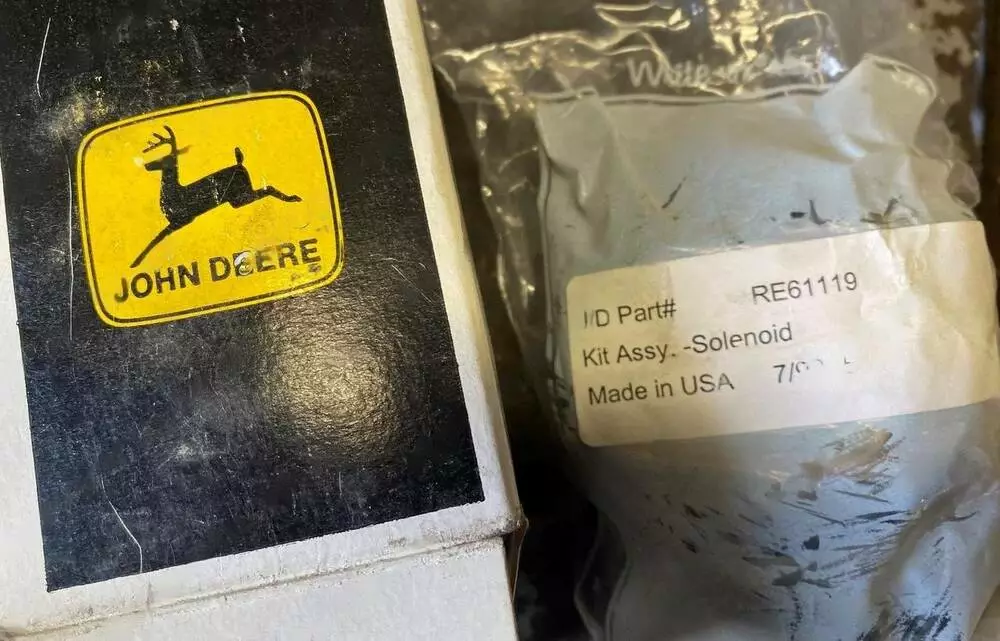 JOHN DEERE
J/D Part# RE61119
Kit Assy. -Solenoid
Made in USA